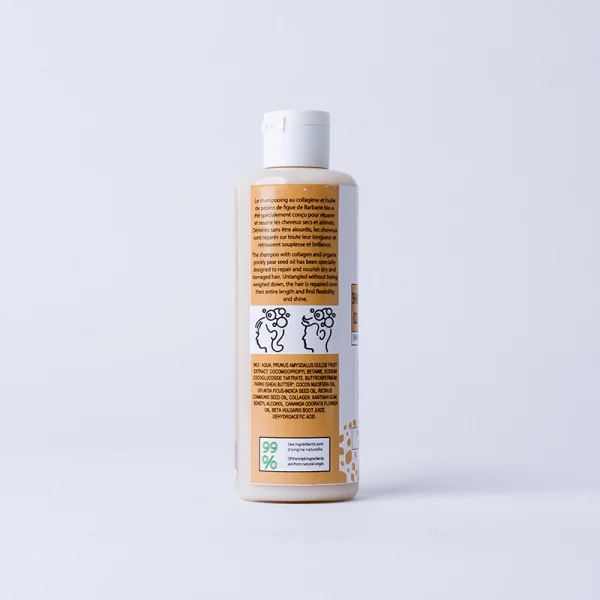 Le shampooing au collagène et huile
de pépins de figue de Barbarie bio a
été spécialement conçu pour réparer
et nourrir les cheveux secs et abîmés.
Démêlés sans être alourdis, les cheveux
sont réparés sur toute leur longueur et
retrouvent souplesse et brillance.
The shampoo with collagen and organic
prickly pear seed oil has been specially
designed to repair and nourish dry and
damaged hair. Untangled without being
weighed down, the hair is repaired over
their entire length and find flexibility
and shine.
INCI : AQUA, PRUNUS AMYGDALUS DULCIS FRUIT
EXTRACT, COCOMIDOPROPYL BETAINE, SODIUM
COCOGLUCOSIDE TARTRATE, BUTYROSPERMUM
PARKII (SHEA) BUTTER*, COCOS NUCIFERA OIL,
OPUNTIA FICUS-INDICA SEED OIL, RICINUS
COMMUNIS SEED OIL, COLLAGEN, XANTHAN GUM,
BENZYL ALCOHOL, CANANGA ODORATA FLOWER
OIL, BETA VULGARIS ROOT JUICE,
DEHYDROACETIC ACID.
99
%
Des ingrédients sont
d'origine naturelle.
Of the total ingredients
are from natural origin